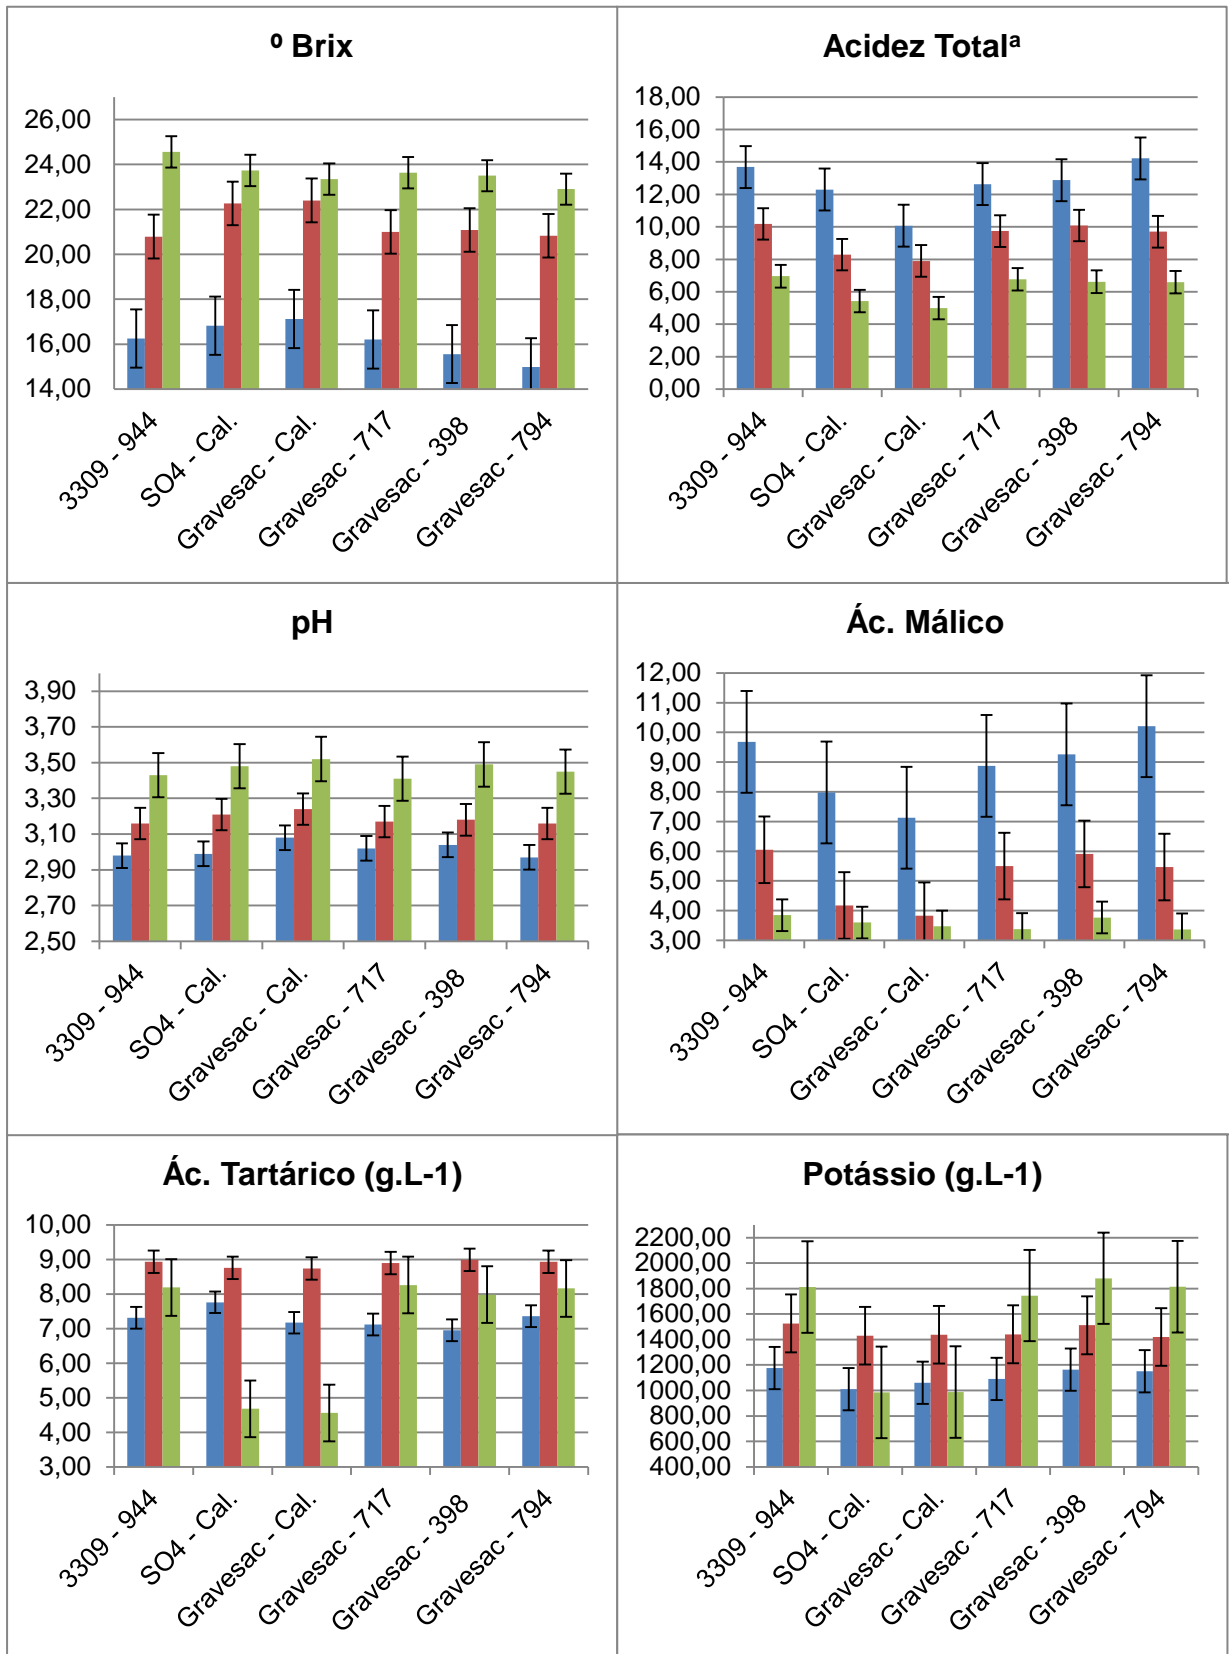 º Brix
26,00
24,00
22,00
20,00
18,00
16,00
14,00
3309 - 944
SO4 - Cal.
Gravesac - Cal.
Gravesac - 717
Gravesac - 398
Gravesac - 794
Acidez Totalª
18,00
16,00
14,00
12,00
10,00
8,00
6,00
4,00
2,00
0,00
3309 - 944
SO4 - Cal.
Gravesac - Cal.
Gravesac - 717
Gravesac - 398
Gravesac - 794
pH
3,90
3,70
3,50
3,30
3,10
2,90
2,70
2,50
3309 - 944
SO4 - Cal.
Gravesac - Cal.
Gravesac - 717
Gravesac - 398
Gravesac - 794
Ác. Málico
12,00
11,00
10,00
9,00
8,00
7,00
6,00
5,00
4,00
3,00
3309 - 944
SO4 - Cal.
Gravesac - Cal.
Gravesac - 717
Gravesac - 398
Gravesac - 794
Ác. Tartárico (g.L-1)
10,00
9,00
8,00
7,00
6,00
5,00
4,00
3,00
3309 - 944
SO4 - Cal.
Gravesac - Cal.
Gravesac - 717
Gravesac - 398
Gravesac - 794
Potássio (g.L-1)
2200,00
2000,00
1800,00
1600,00
1400,00
1200,00
1000,00
800,00
600,00
400,00
3309 - 944
SO4 - Cal.
Gravesac - Cal.
Gravesac - 717
Gravesac - 398
Gravesac - 794